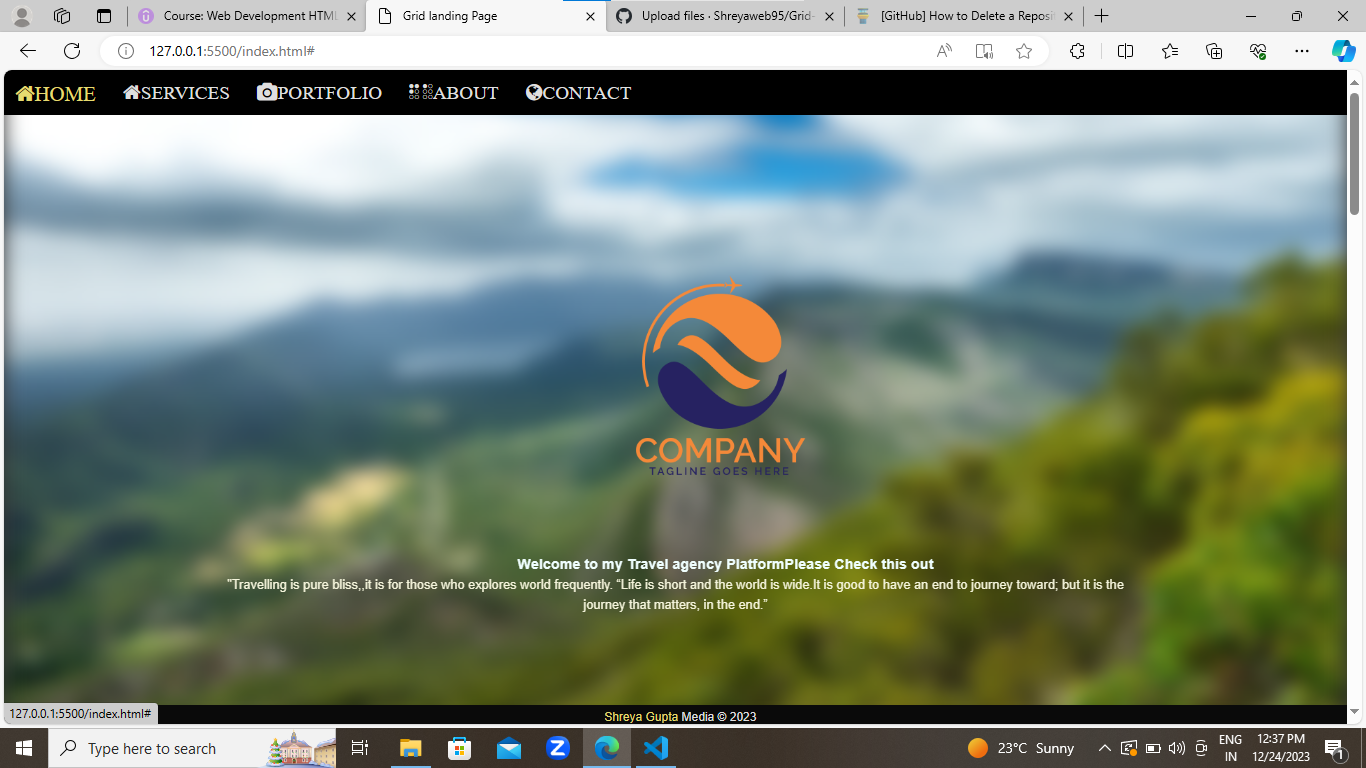 Course: Web Development HTML
Grid landing Page
Upload files · Shreyaweb95/Grid-
[GitHub] How to Delete a Reposit
127.0.0.1:5500/index.html#
HOME
SERVICES
PORTFOLIO
ABOUT
CONTACT
COMPANY
TAGLINE GOES HERE
Welcome to my Travel agency PlatformPlease Check this out
"Travelling is pure bliss,,it is for those who explores world frequently. “Life is short and the world is wide.It is good to have an end to journey toward; but it is the
journey that matters, in the end.”
127.0.0.1:5500/index.html#
Shreya Gupta Media © 2023
Type here to search
23°C Sunny
ENG
IN
12:37 PM
12/24/2023
1